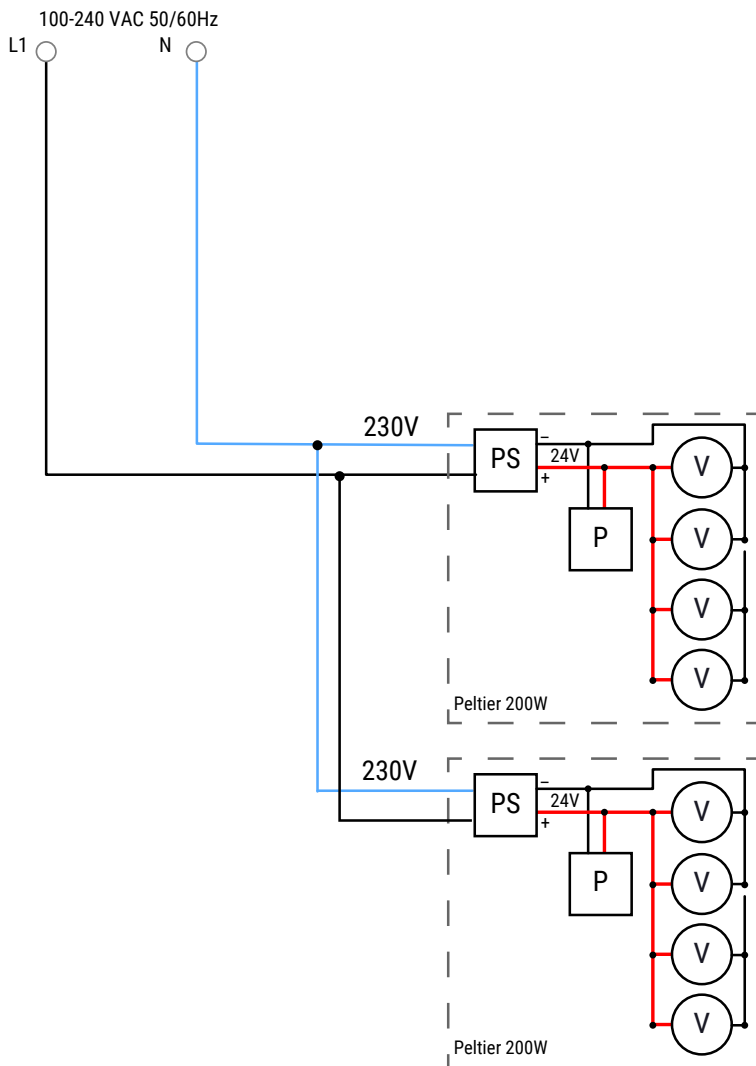 100-240 VAC 50/60Hz
L1
N
230V
PS
–
24V
+
V
P
V
V
V
Peltier 200W
230V
PS
–
24V
+
V
P
V
V
V
Peltier 200W